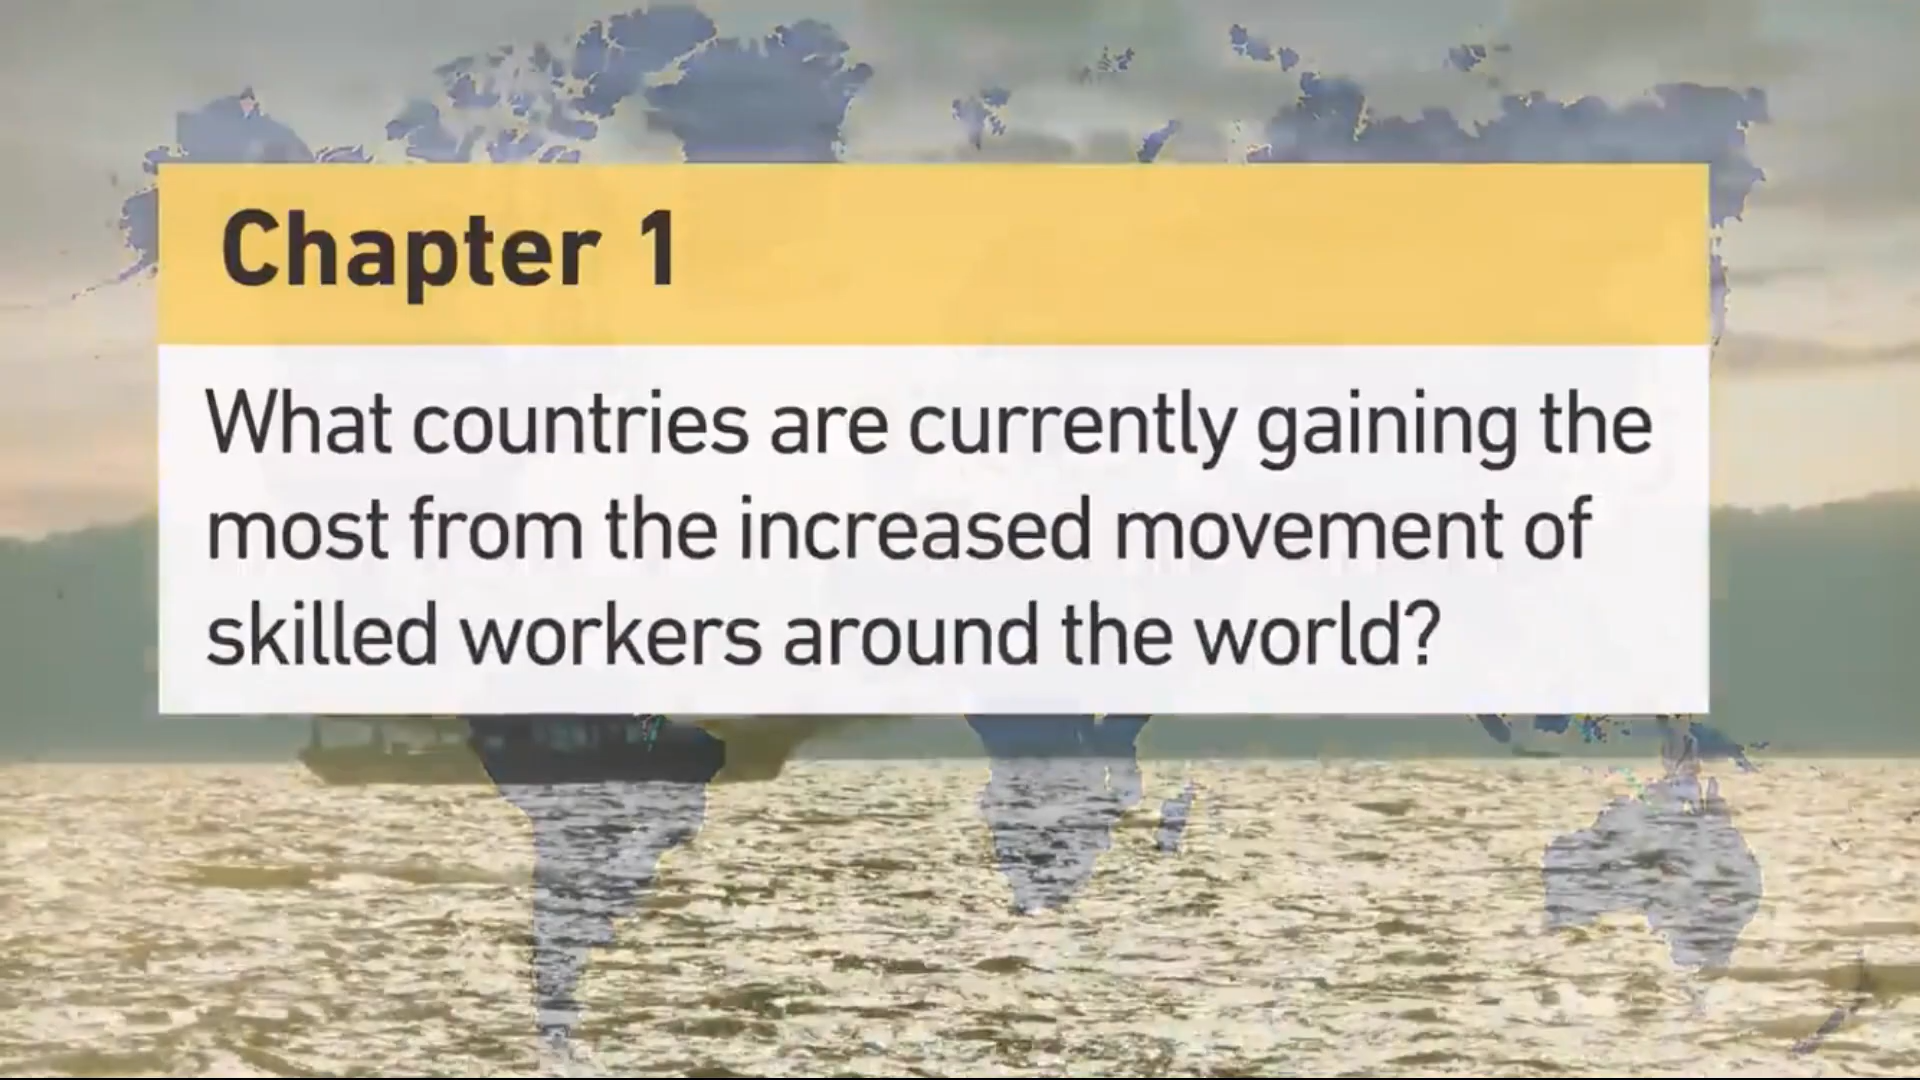 Chapter 1
What countries are currently gaining the
most from the increased movement of
skilled workers around the world?